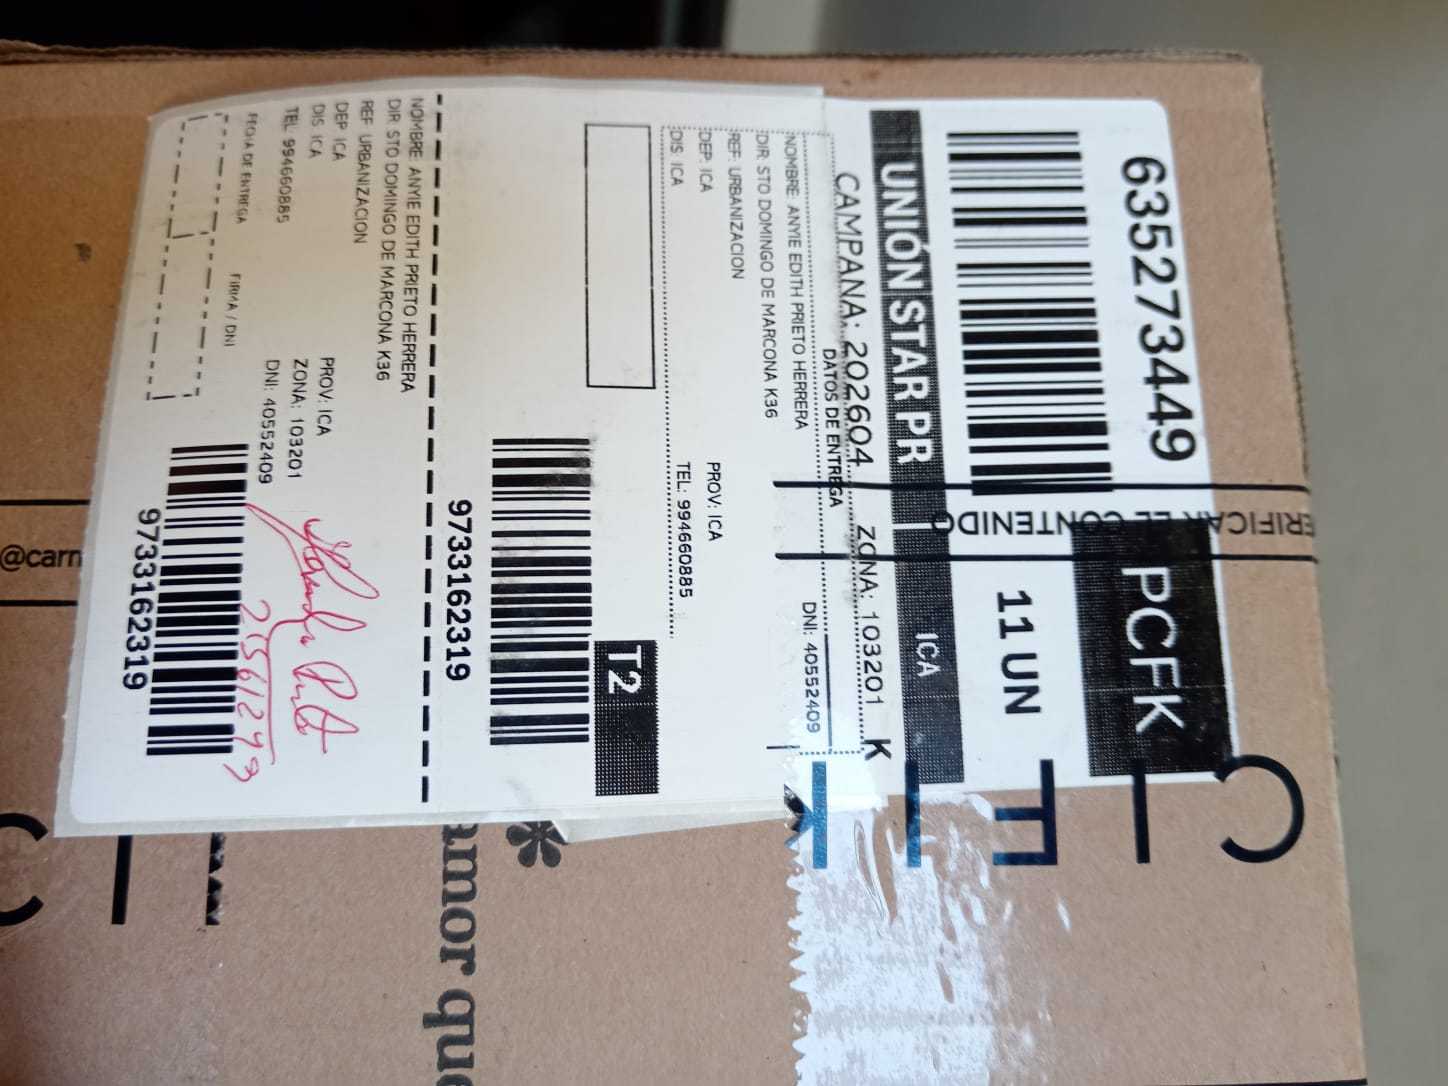 6352734449
PCFK
11 UN
UNIÓN STAR PR
ICA
CAMPAÑA: 202604 ZONA: 103201 K
DATOS DE ENTREGA
NOMBRE: ANYIE EDITH PRIETO HERRERA
DNI: 40552409
DIR: STO DOMINGO DE MARCONA K36
REF: URBANIZACION
DEP: ICA
PROV: ICA
DIS: ICA
TEL: 994660885
T2
9733162319
NOMBRE: ANYIE EDITH PRIETO HERRERA
DIR: STO DOMINGO DE MARCONA K36
REF: URBANIZACION
DEP: ICA
PROV: ICA
DIS: ICA
ZONA: 103201
TEL: 994660885
DNI: 40552409
FECHA DE ENTREGA
FIRMA / DNI
9733162319
ERIFICAR EL CONTENIDO
@carn
amor que